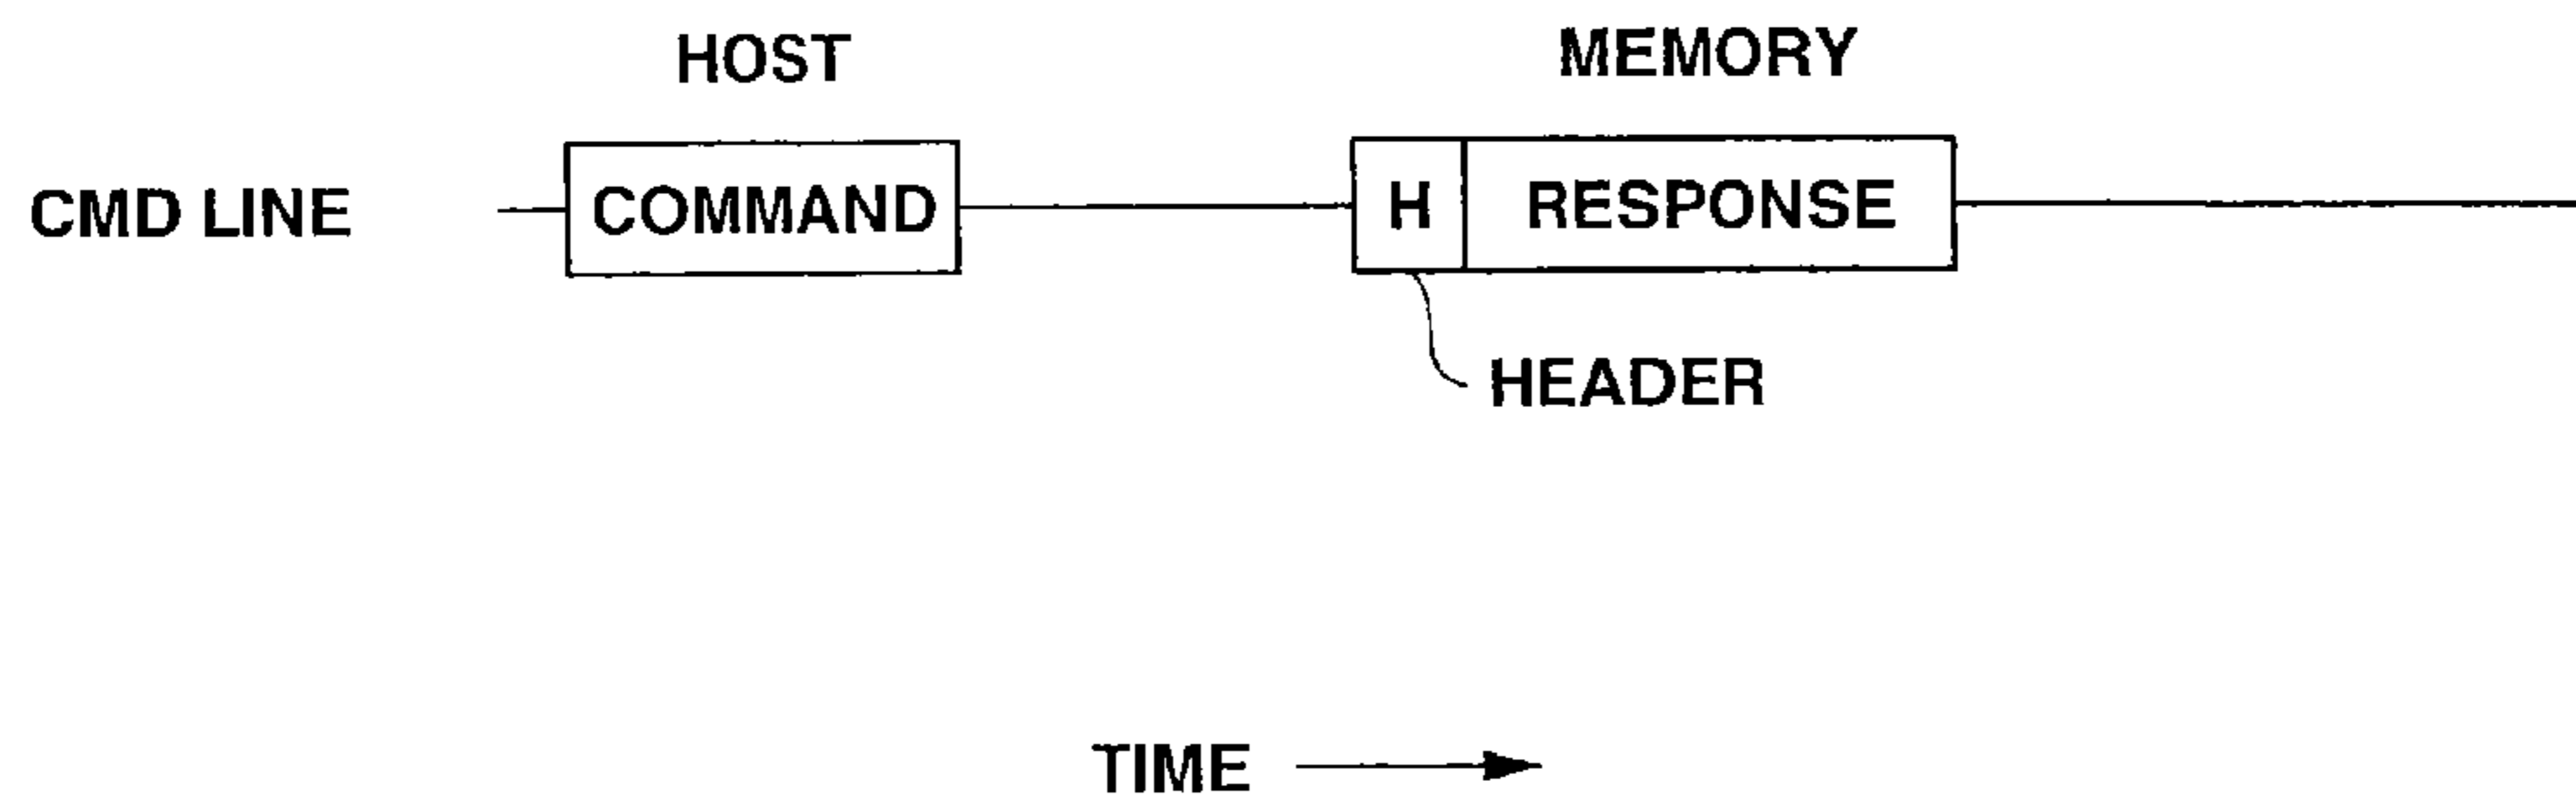 HOST
MEMORY
CMD LINE
COMMAND
H
RESPONSE
HEADER
TIME